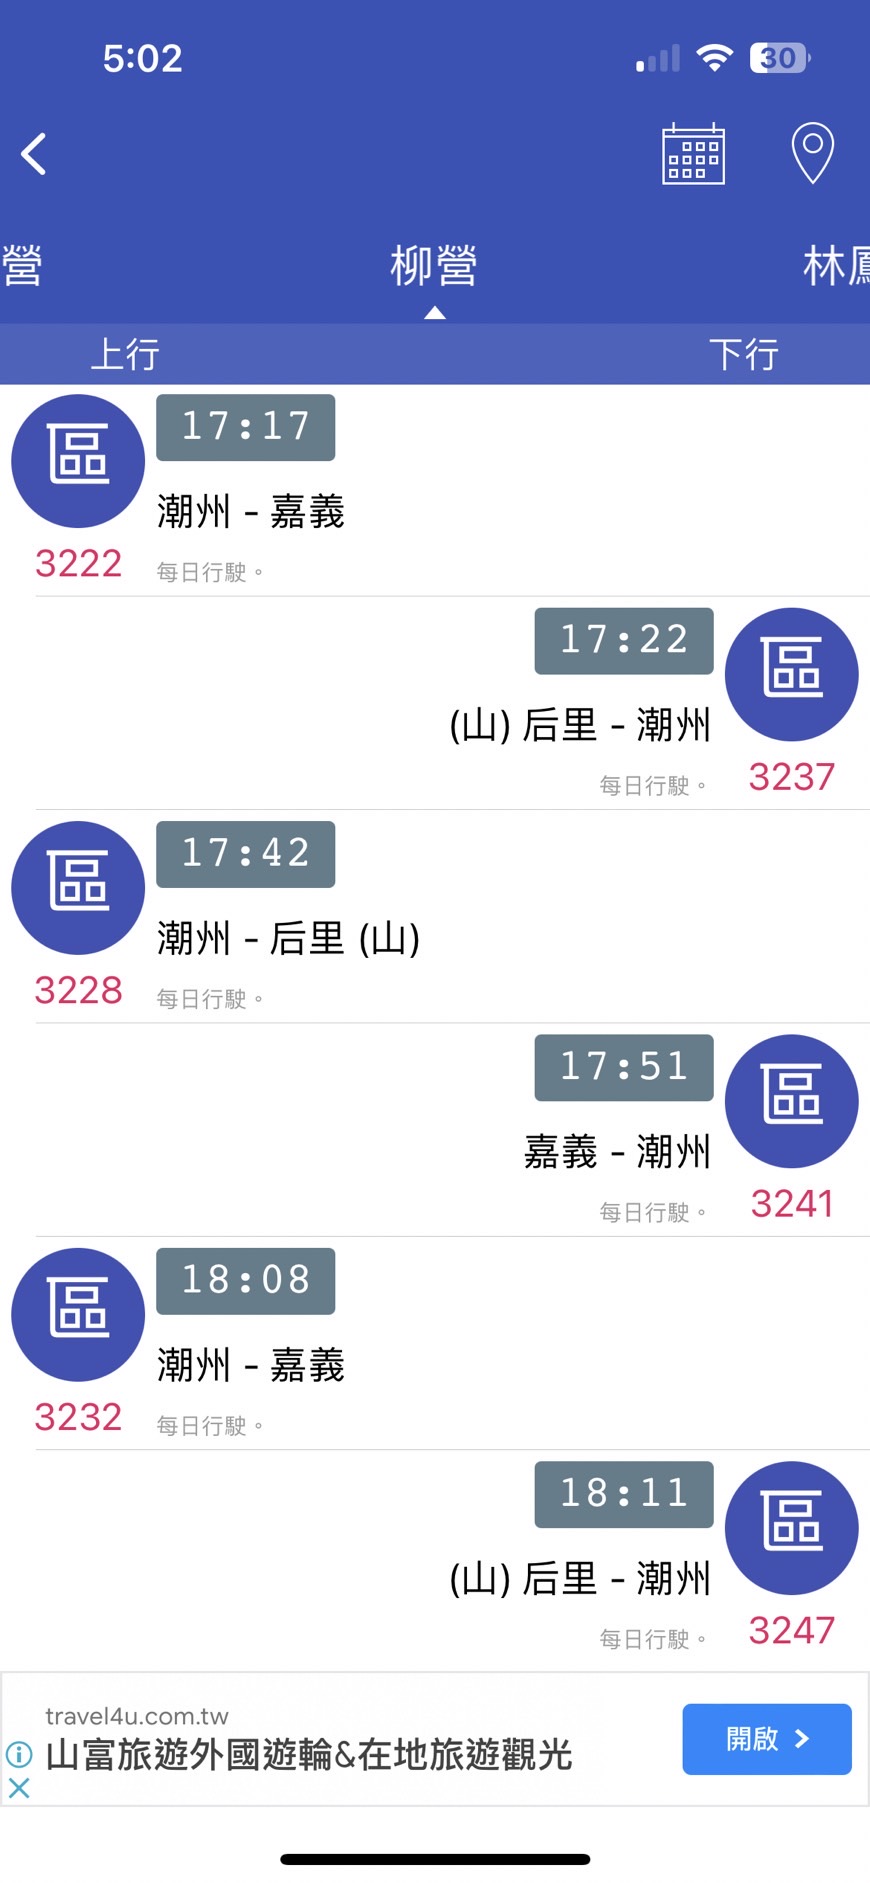 5:02
30
營
柳營
林鳳
上行
下行
區
17:17
潮州 - 嘉義
3222
每日行駛。
17:22
區
(山) 后里 - 潮州
每日行駛。
3237
區
17:42
潮州 - 后里 (山)
3228
每日行駛。
17:51
區
嘉義 - 潮州
每日行駛。
3241
區
18:08
潮州 - 嘉義
3232
每日行駛。
18:11
區
(山) 后里 - 潮州
每日行駛。
3247
travel4u.com.tw
山富旅遊外國遊輪&在地旅遊觀光
開啟